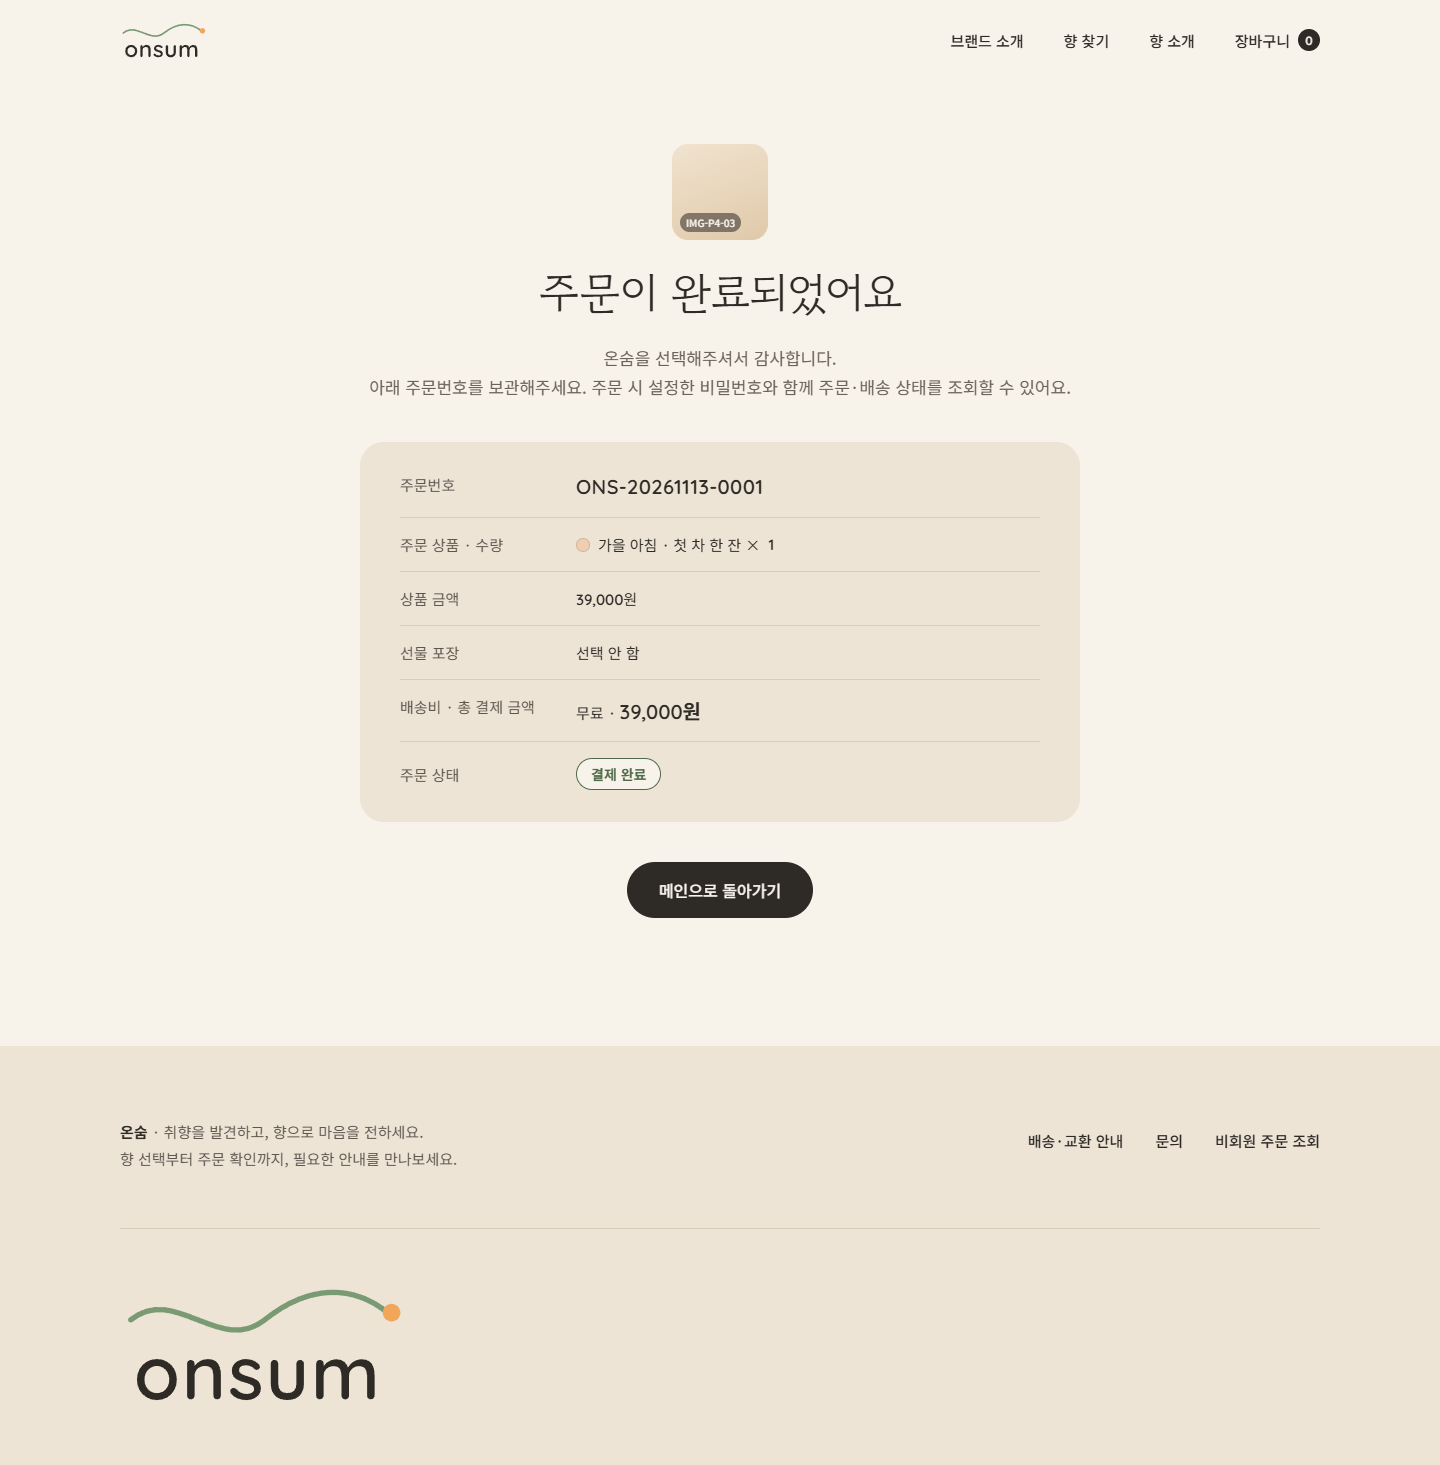 onsum
브랜드 소개
향 찾기
향 소개
장바구니 0
IMG-P4-03
주문이 완료되었어요
온숨을 선택해주셔서 감사합니다.
아래 주문번호를 보관해주세요. 주문 시 설정한 비밀번호와 함께 주문·배송 상태를 조회할 수 있어요.
주문번호 ONS-20261113-0001
주문 상품 · 수량 가을 아침 · 첫 차 한 잔 × 1
상품 금액 39,000원
선물 포장 선택 안 함
배송비 · 총 결제 금액 무료 · 39,000원
주문 상태 결제 완료
메인으로 돌아가기
온숨 · 취향을 발견하고, 향으로 마음을 전하세요.
향 선택부터 주문 확인까지, 필요한 안내를 만나보세요.
배송·교환 안내
문의
비회원 주문 조회
onsum